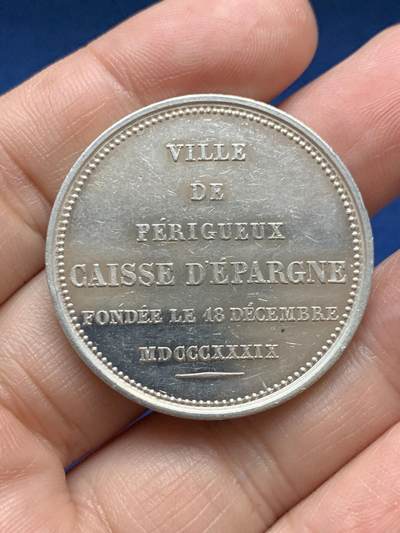 VILLE
DE
PÉRIGUEUX
CAISSE D'ÉPARGNE
FONDÉE LE 18 DÉCEMBRE
MDCCCXXXIX